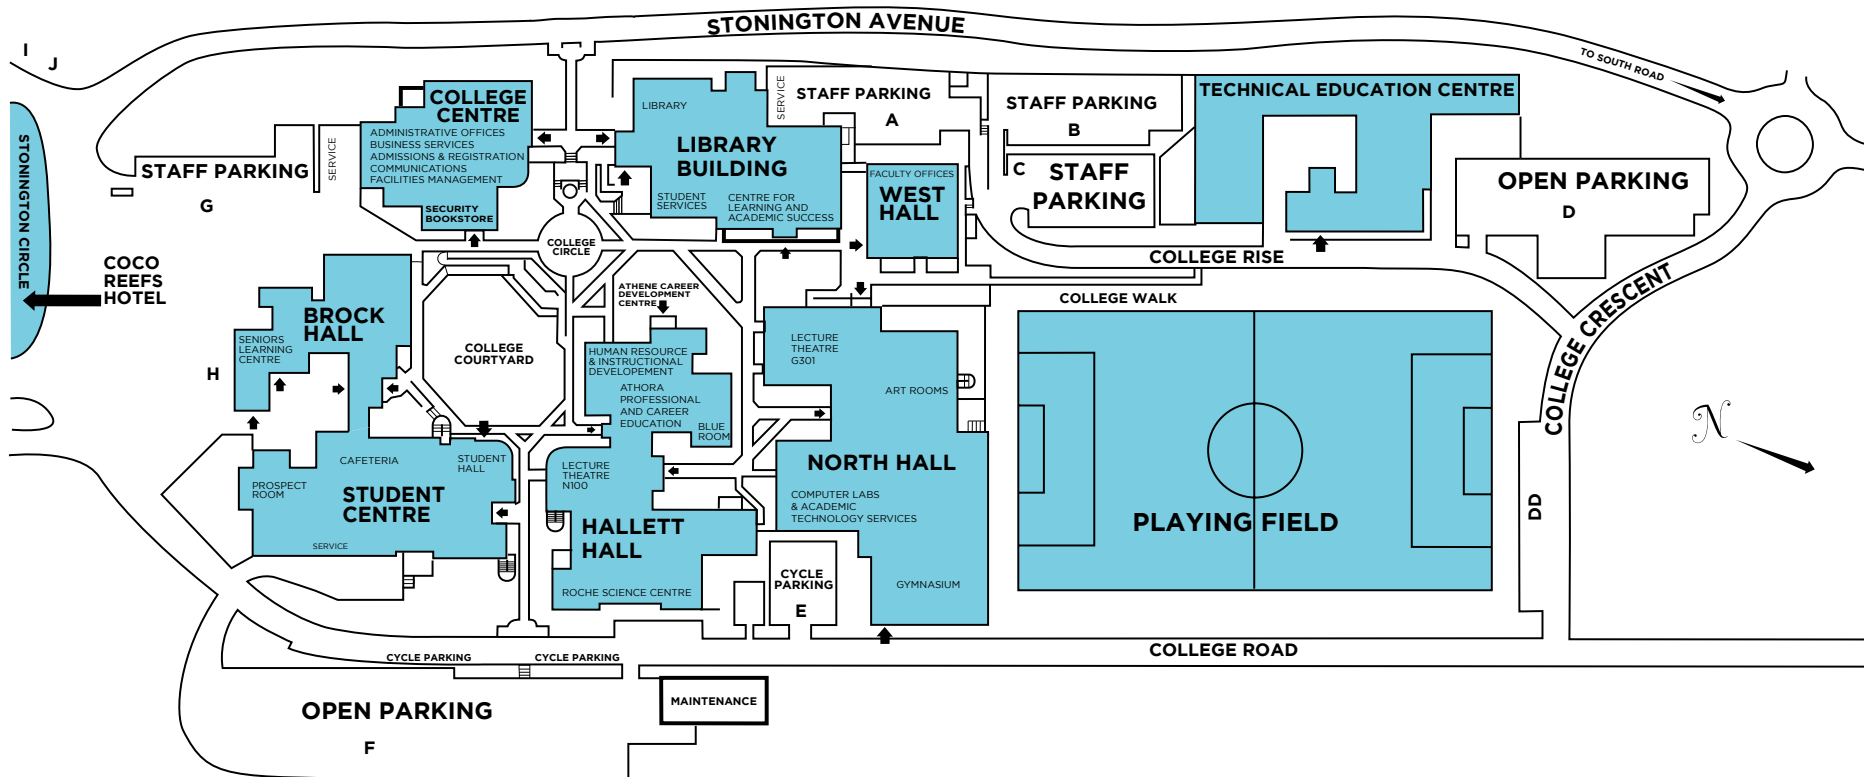 STONINGTON AVENUE
I
J
TO SOUTH ROAD
COLLEGE
CENTRE
ADMINISTRATIVE OFFICES
BUSINESS SERVICES
ADMISSIONS & REGISTRATION
COMMUNICATIONS
FACILITIES MANAGEMENT
SECURITY
BOOKSTORE
LIBRARY
LIBRARY
BUILDING
STUDENT
SERVICES
CENTRE FOR
LEARNING AND
ACADEMIC SUCCESS
SERVICE
STAFF PARKING
A
STAFF PARKING
B
TECHNICAL EDUCATION CENTRE
STONINGTON CIRCLE
STAFF PARKING
G
SERVICE
FACULTY OFFICES
WEST
HALL
C
STAFF
PARKING
OPEN PARKING
D
COLLEGE
CIRCLE
COLLEGE RISE
COCO
REEFS
HOTEL
COLLEGE WALK
COLLEGE CRESCENT
BROCK
HALL
SENIORS
LEARNING
CENTRE
H
COLLEGE
COURTYARD
ATHENE CAREER
DEVELOPMENT
CENTRE
HUMAN RESOURCE
& INSTRUCTIONAL
DEVELOPEMENT
ATHORA
PROFESSIONAL
AND CAREER
EDUCATION
BLUE
ROOM
LECTURE
THEATRE
G301
ART ROOMS
N
CAFETERIA
STUDENT
HALL
PROSPECT
ROOM
STUDENT
CENTRE
SERVICE
LECTURE
THEATRE
N100
HALLETT
HALL
ROCHE SCIENCE CENTRE
NORTH HALL
COMPUTER LABS
& ACADEMIC
TECHNOLOGY SERVICES
GYMNASIUM
PLAYING FIELD
DD
CYCLE
PARKING
E
COLLEGE ROAD
CYCLE PARKING
CYCLE PARKING
OPEN PARKING
F
MAINTENANCE